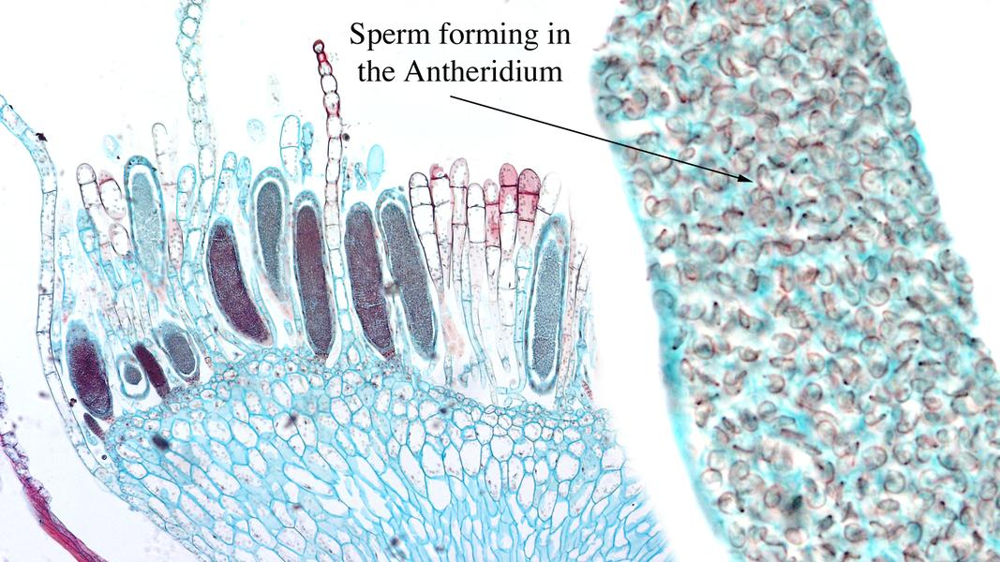 Sperm forming in
the Antheridium